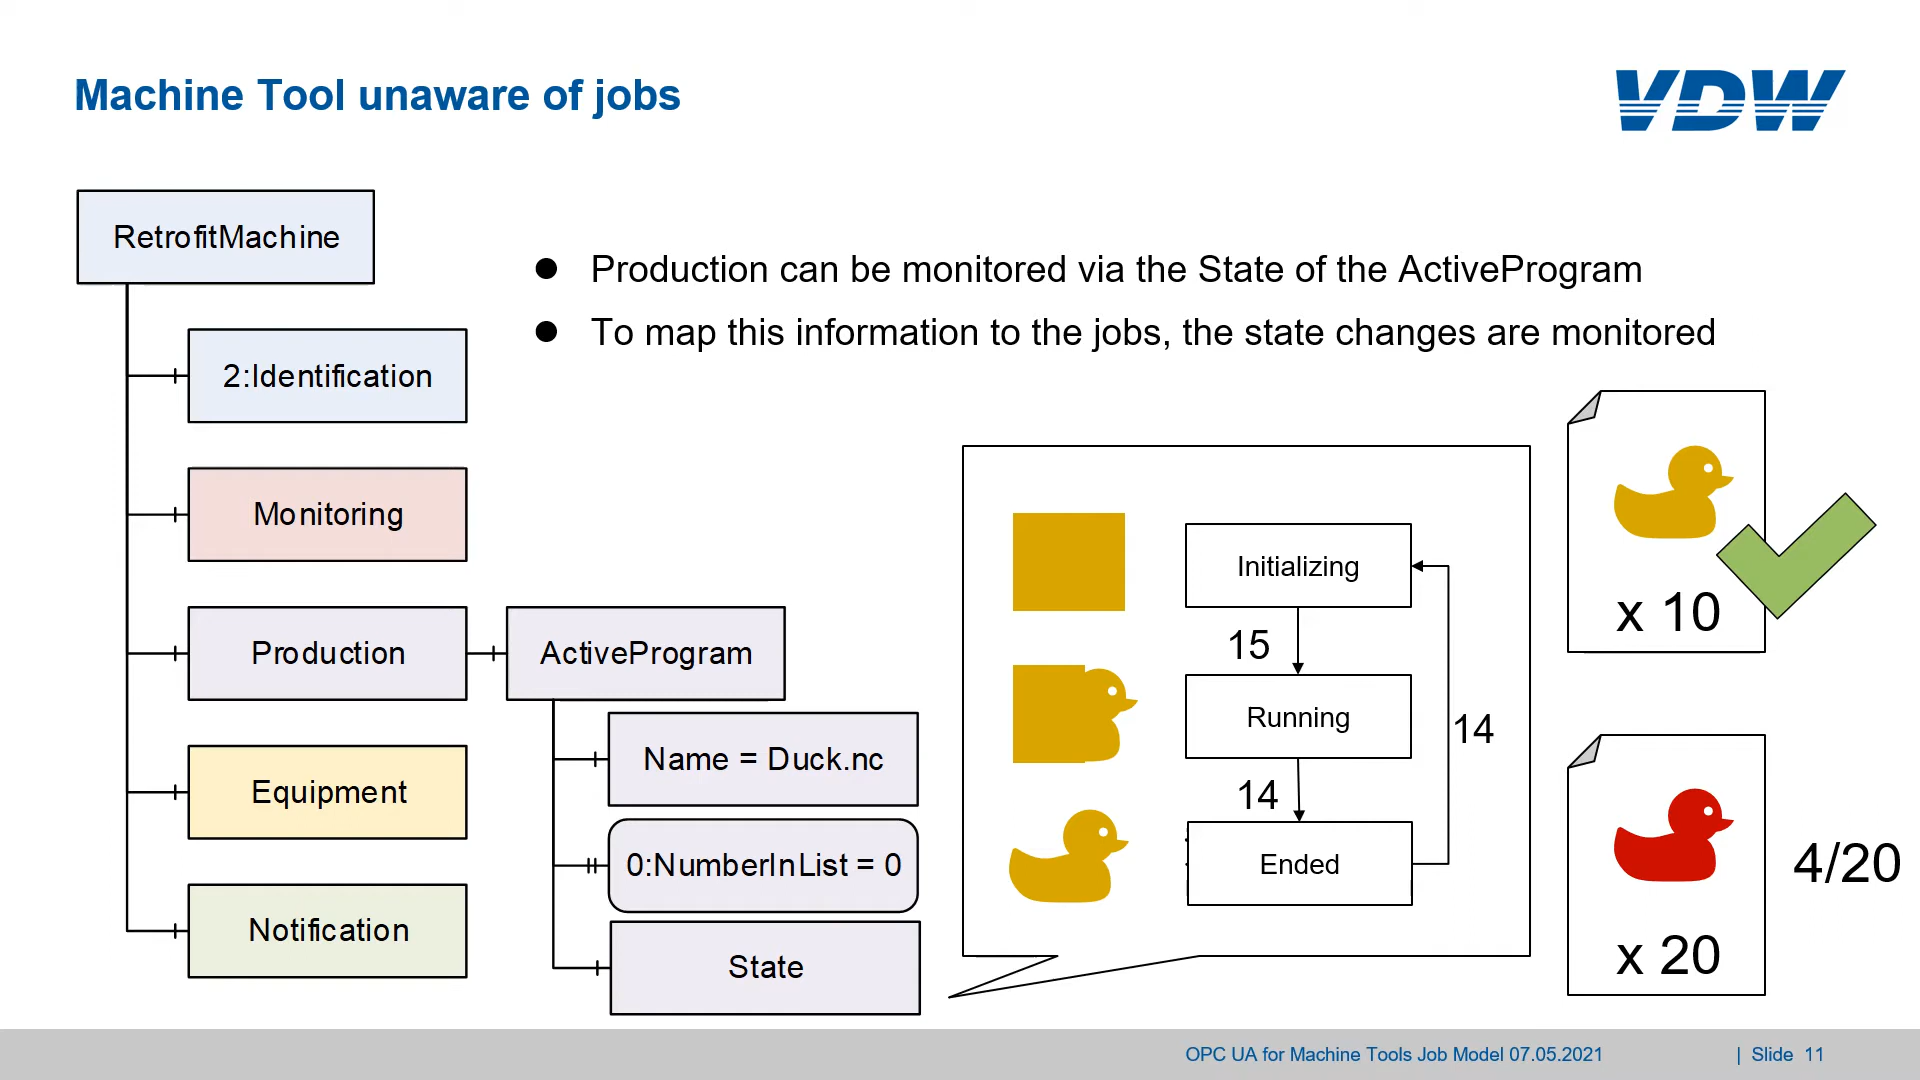 Machine Tool unaware of jobs
VDW
RetrofitMachine
2:Identification
Monitoring
Production
Equipment
Notification
ActiveProgram
Name = Duck.nc
0:NumberInList = 0
State
Production can be monitored via the State of the ActiveProgram
To map this information to the jobs, the state changes are monitored
Initializing
15
Running
14
14
Ended
x 10
x 20
4/20
OPC UA for Machine Tools Job Model 07.05.2021
| Slide 11